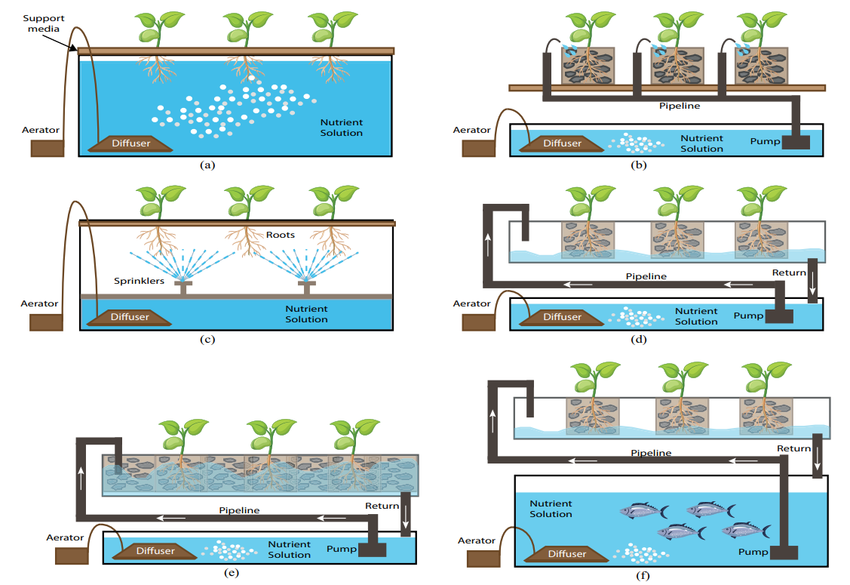 Support
media
Aerator
Diffuser
Nutrient
Solution
(a)
Pipeline
Aerator
Diffuser
Nutrient
Solution
Pump
(b)
Roots
Sprinklers
Aerator
Diffuser
Nutrient
Solution
(c)
Pipeline
Return
Aerator
Diffuser
Nutrient
Solution
Pump
(d)
Pipeline
Return
Aerator
Diffuser
Nutrient
Solution
Pump
(e)
Pipeline
Return
Nutrient
Solution
Aerator
Diffuser
Pump
(f)